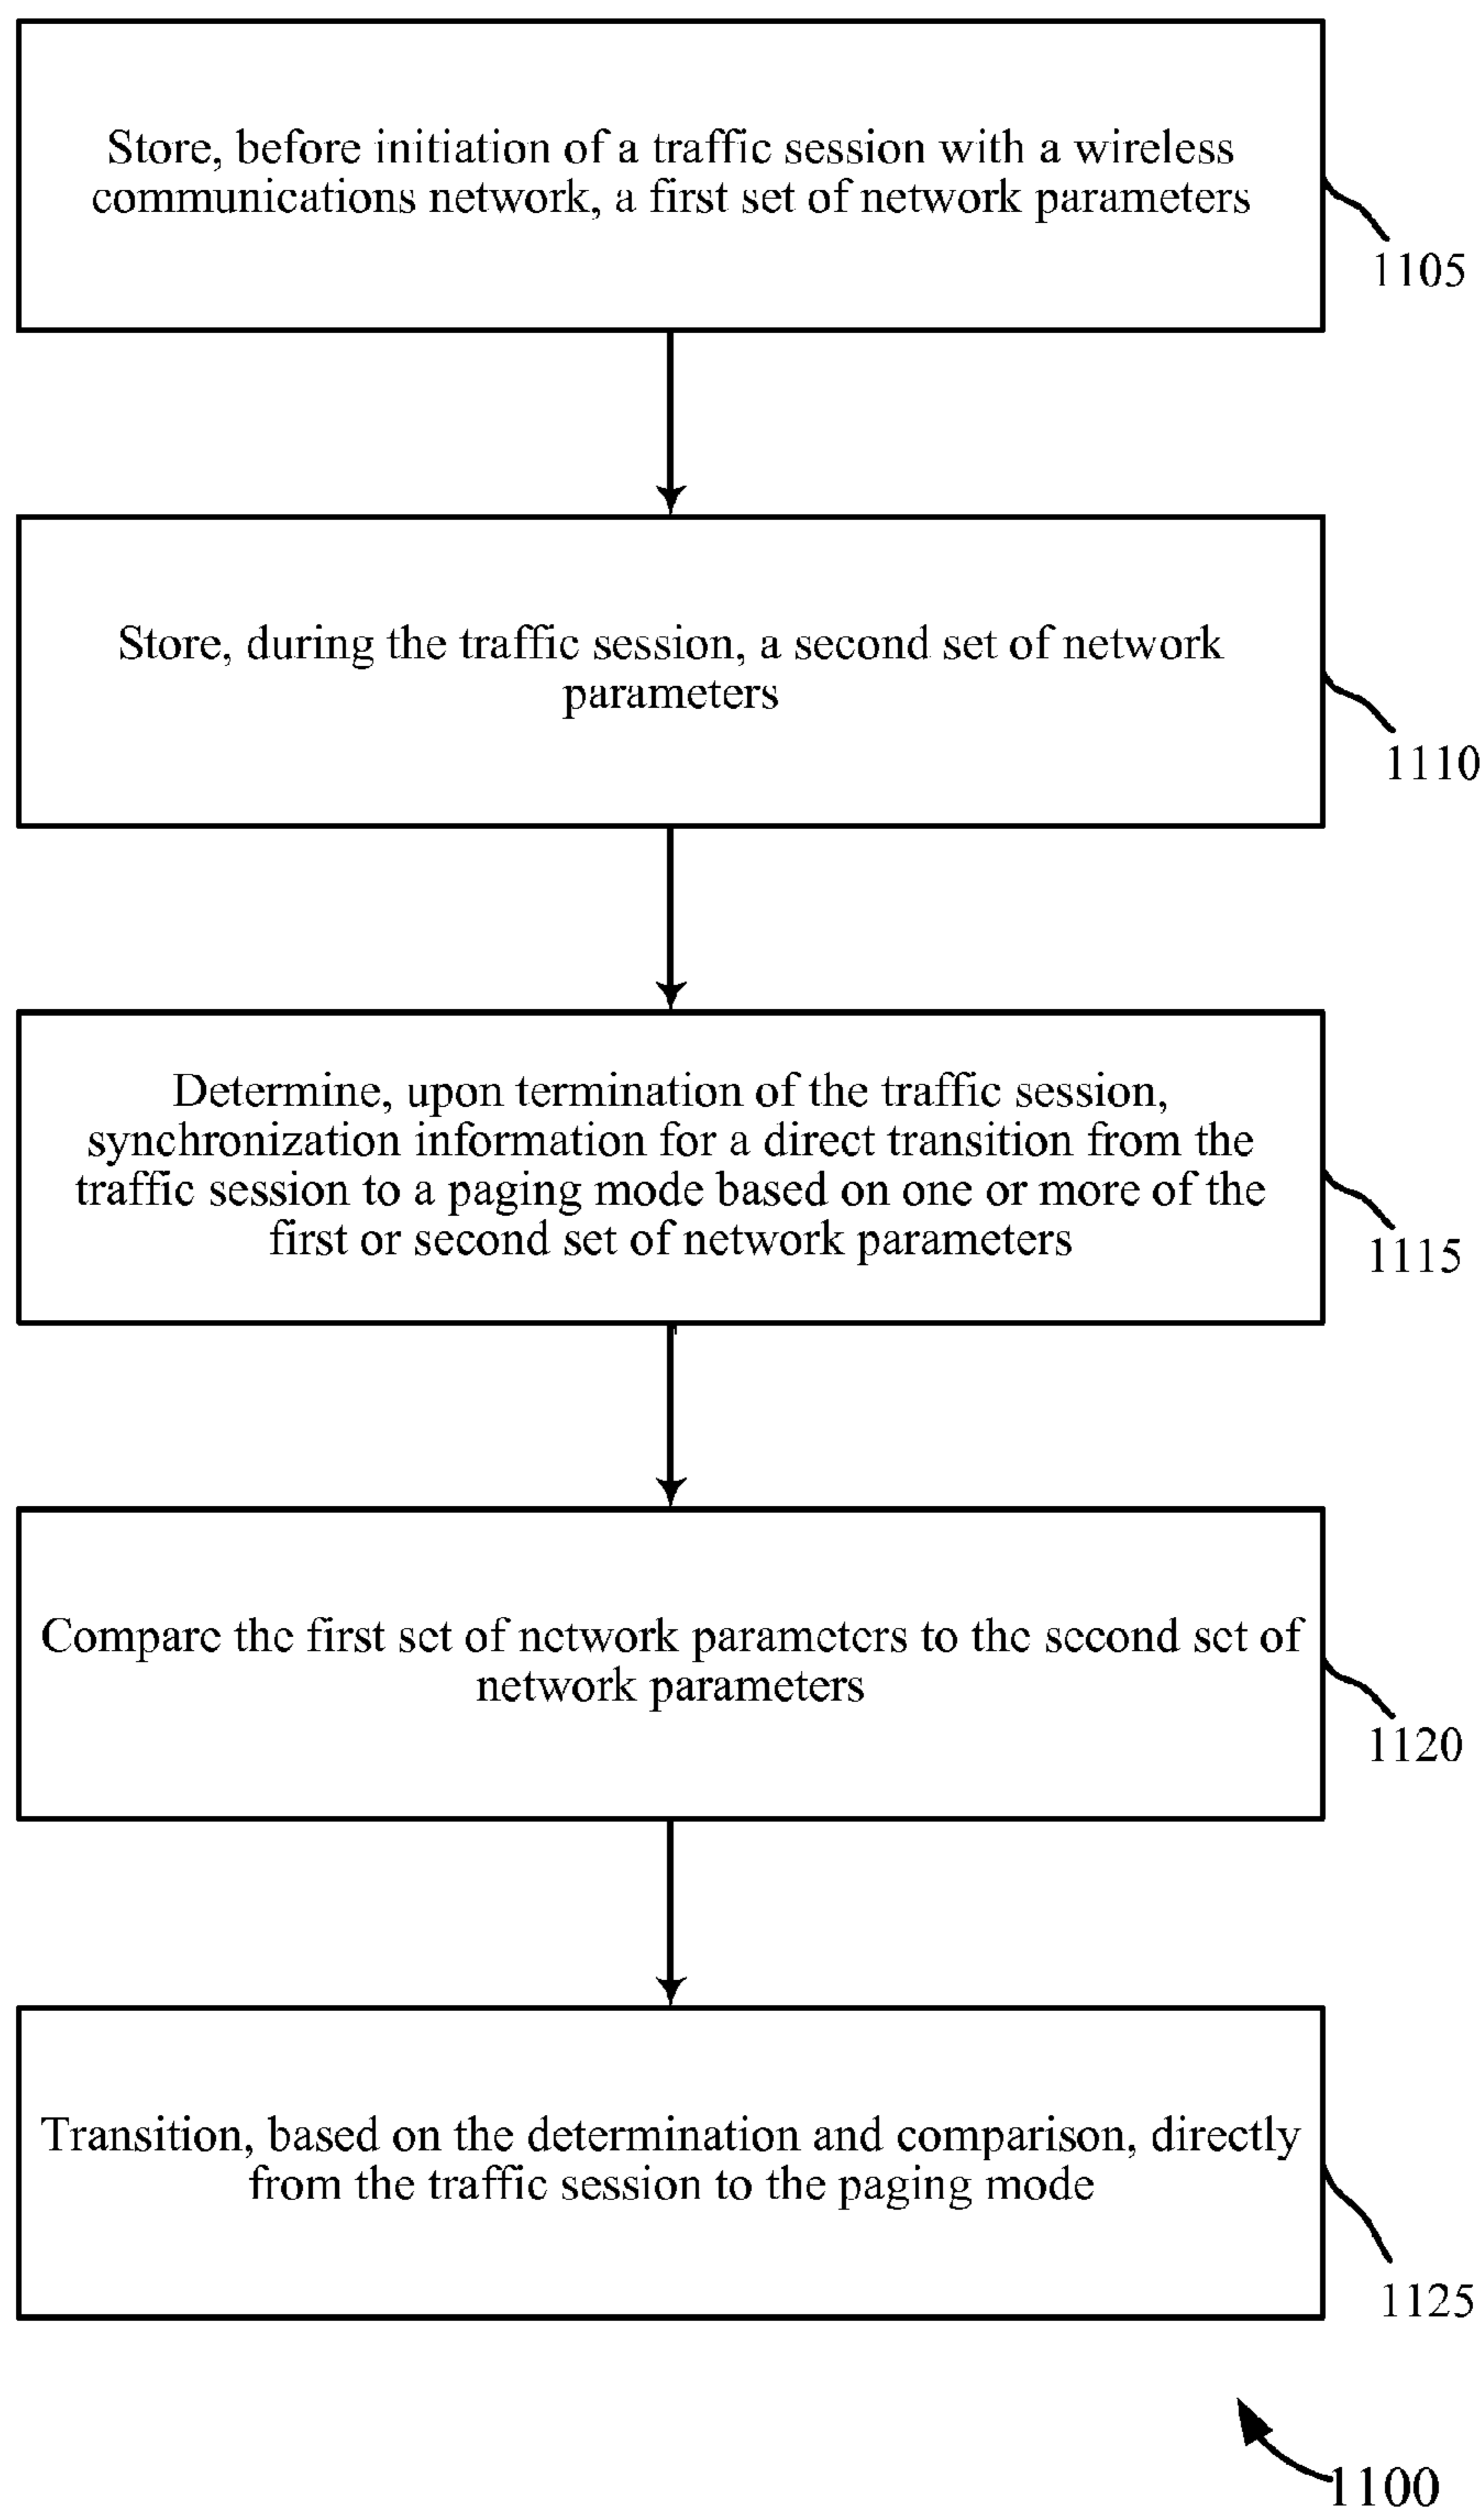 Store, before initiation of a traffic session with a wireless
communications network, a first set of network parameters
1105
Store, during the traffic session, a second set of network
parameters
1110
Determine, upon termination of the traffic session,
synchronization information for a direct transition from the
traffic session to a paging mode based on one or more of the
first or second set of network parameters
1115
Compare the first set of network parameters to the second set of
network parameters
1120
Transition, based on the determination and comparison, directly
from the traffic session to the paging mode
1125
1100